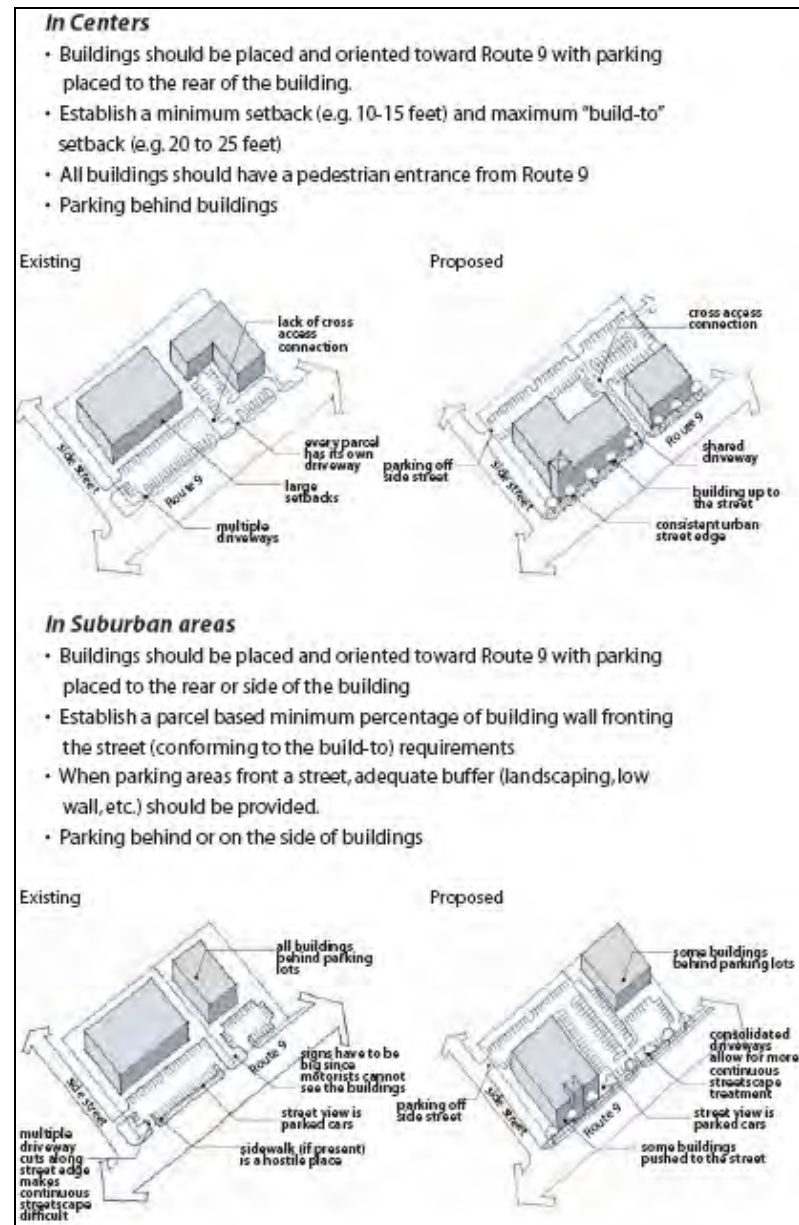 In Centers
• Buildings should be placed and oriented toward Route 9 with parking
placed to the rear of the building.
• Establish a minimum setback (e.g. 10-15 feet) and maximum "build-to"
setback (e.g. 20 to 25 feet)
• All buildings should have a pedestrian entrance from Route 9
• Parking behind buildings
Existing
lack of cross
access
connection
every parcel
has its own
driveway
large
setbacks
multiple
driveways
side street
Route 9
Proposed
cross access
connection
Route 9
shared
driveway
parking off
side street
side street
building up to
the street
consistent urban
street edge
In Suburban areas
• Buildings should be placed and oriented toward Route 9 with parking
placed to the rear or side of the building
• Establish a parcel based minimum percentage of building wall fronting
the street (conforming to the build-to) requirements
• When parking areas front a street, adequate buffer (landscaping, low
wall, etc.) should be provided.
• Parking behind or on the side of buildings
Existing
all buildings
behind parking
lots
signs have to be
big since
motorists cannot
see the buildings
Route 9
side street
street view is
parked cars
sidewalk (if present)
is a hostile place
multiple
driveway
cuts along
street edge
makes
continuous
streetscape
difficult
Proposed
some buildings
behind parking lots
consolidated
driveways
allow for more
continuous
streetscape
treatment
parking off
side street
side street
Route 9
street view is
parked cars
some buildings
pushed to the street